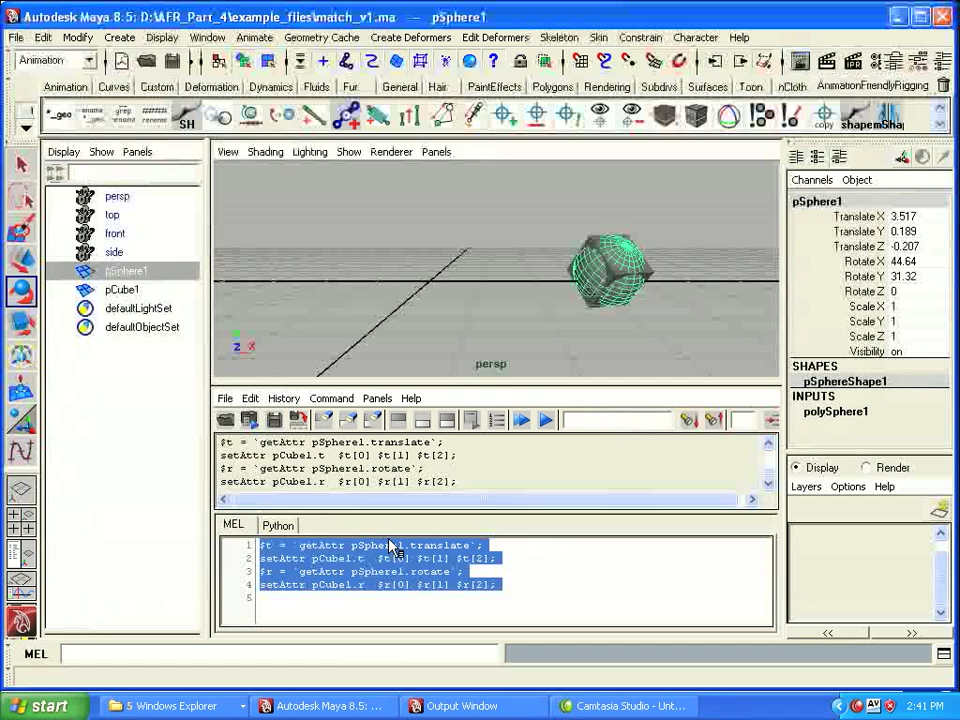 Autodesk Maya 8.5: D:\AFR_Part_4\example_files\match_v1.ma -- pSphere1
File Edit Modify Create Display Window Animate Geometry Cache Create Deformers Edit Deformers Skeleton Skin Constrain Character Help
Animation
Animation Curves Custom Deformation Dynamics Fluids Fur General Hair PaintEffects Polygons Rendering Subdivs Surfaces Toon nCloth AnimationFriendlyRigging
*_geo rename SH copy shapemShap
Display Show Panels
persp
top
front
side
pSphere1
pCube1
defaultLightSet
defaultObjectSet
View Shading Lighting Show Renderer Panels
persp
File Edit History Command Panels Help
$t = `getAttr pSphere1.translate`;
setAttr pCube1.t $t[0] $t[1] $t[2];
$r = `getAttr pSphere1.rotate`;
setAttr pCube1.r $r[0] $r[1] $r[2];
MEL Python
1 $t = `getAttr pSphere1.translate`;
2 setAttr pCube1.t $t[0] $t[1] $t[2];
3 $r = `getAttr pSphere1.rotate`;
4 setAttr pCube1.r $r[0] $r[1] $r[2];
5
Channels Object
pSphere1
Translate X 3.517
Translate Y 0.189
Translate Z -0.207
Rotate X 44.64
Rotate Y 31.32
Rotate Z 0
Scale X 1
Scale Y 1
Scale Z 1
Visibility on
SHAPES
pSphereShape1
INPUTS
polySphere1
Display Render
Layers Options Help
<< >>
MEL
start 5 Windows Explorer Autodesk Maya 8.5: ... Output Window Camtasia Studio - Unt... 2:41 PM